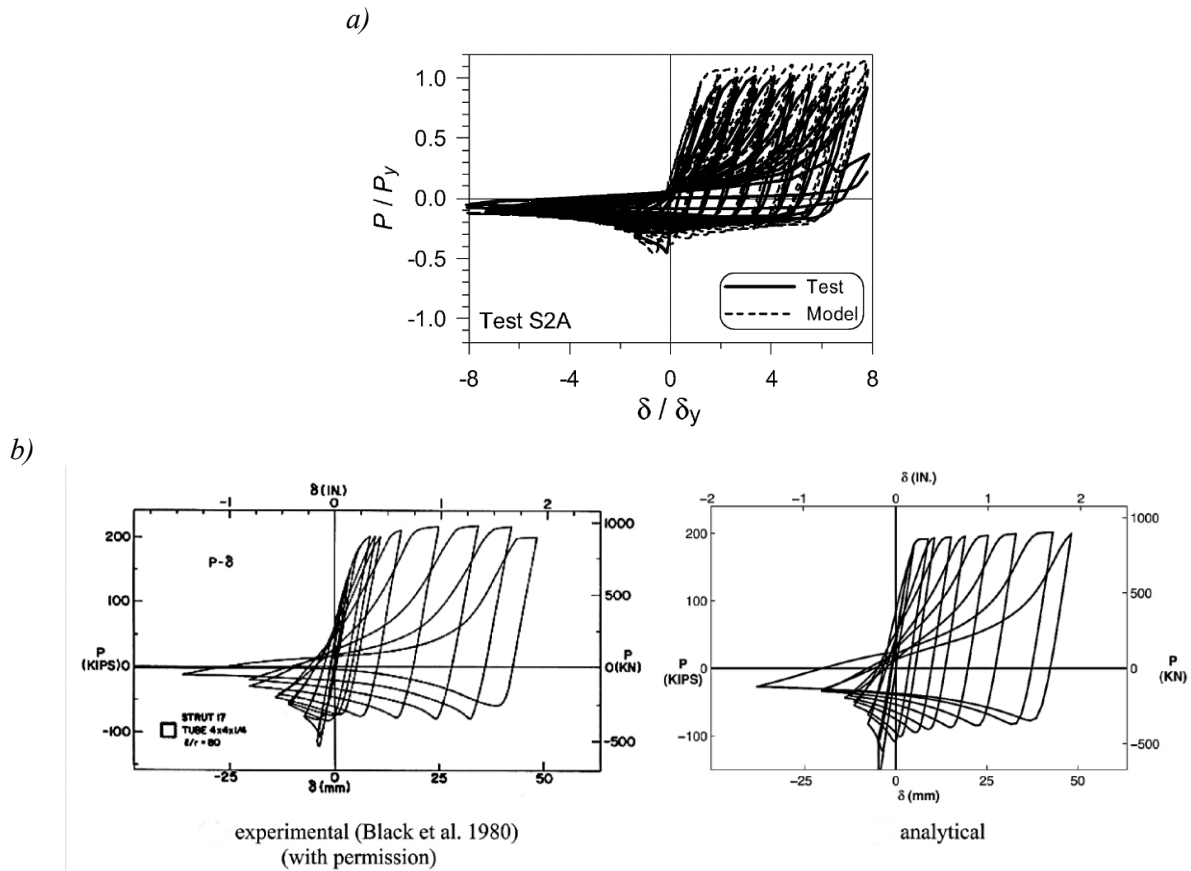 a)
1.0
0.5
0.0
-0.5
-1.0
P / Py
Test S2A
Test
Model
-8
-4
0
4
8
δ / δy
b)
δ (IN.)
-1
0
1
2
200
100
P
(KIPS)
0
-100
P-δ
STRUT 17
TUBE 4x4x1/4
ℓ/r = 80
1000
500
P
0 (KN)
-500
-25
0
25
50
δ (mm)
experimental (Black et al. 1980)
(with permission)
δ (IN.)
−2
−1
0
1
2
200
100
P
(KIPS)
0
−100
1000
500
P
(KN)
0
−500
−25
0
25
50
δ (mm)
analytical